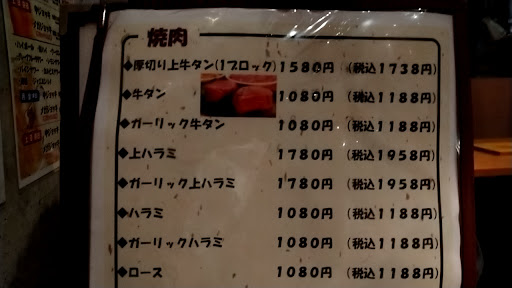 焼肉
◆厚切り上牛タン(1ブロック) 1580円 (税込1738円)
◆牛タン 1080円 (税込1188円)
◆ガーリック牛タン 1080円 (税込1188円)
◆上ハラミ 1780円 (税込1958円)
◆ガーリック上ハラミ 1780円 (税込1958円)
◆ハラミ 1080円 (税込1188円)
◆ガーリックハラミ 1080円 (税込1188円)
◆ロース 1080円 (税込1188円)